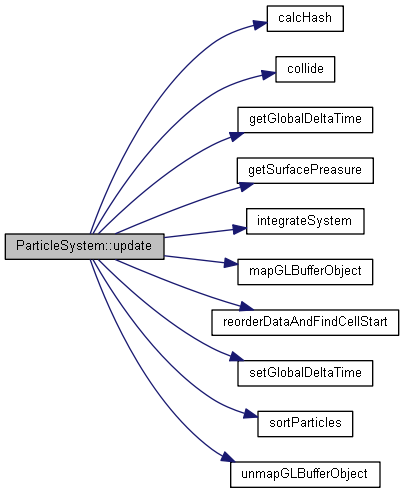 calcHash
collide
getGlobalDeltaTime
getSurfacePreasure
ParticleSystem::update
integrateSystem
mapGLBufferObject
reorderDataAndFindCellStart
setGlobalDeltaTime
sortParticles
unmapGLBufferObject